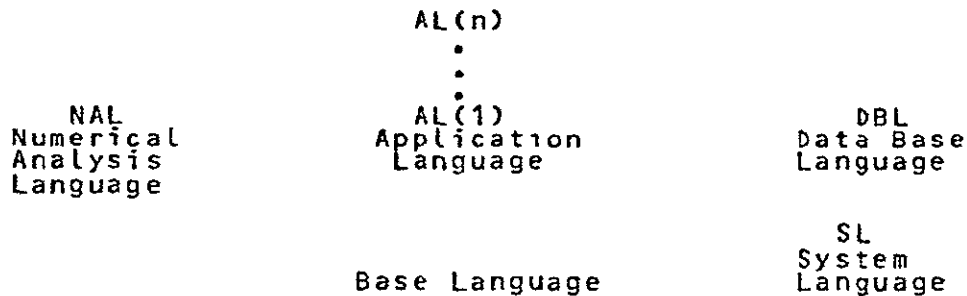 AL(n)
.
.
.
NAL
Numerical
Analysis
Language
AL(1)
Application
Language
DBL
Data Base
Language
SL
System
Language
Base Language